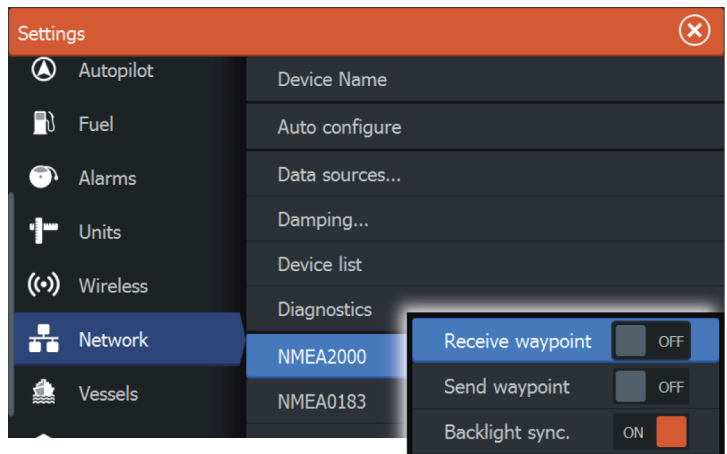 Settings
Autopilot
Fuel
Alarms
Units
Wireless
Network
Vessels
Device Name
Auto configure
Data sources...
Damping...
Device list
Diagnostics
NMEA2000
NMEA0183
Receive waypoint OFF
Send waypoint OFF
Backlight sync. ON